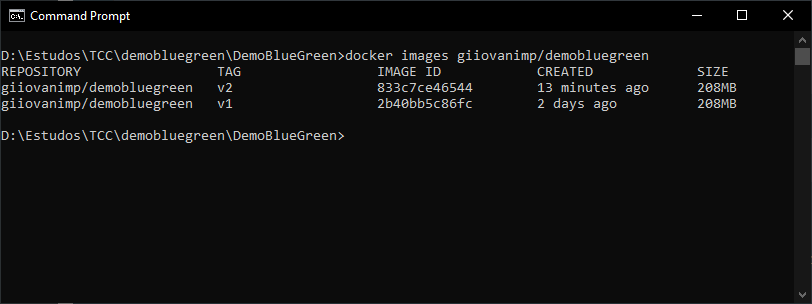 Command Prompt
D:\Estudos\TCC\demobluegreen\DemoBlueGreen>docker images giiovanimp/demobluegreen
REPOSITORY TAG IMAGE ID CREATED SIZE
giiovanimp/demobluegreen v2 833c7ce46544 13 minutes ago 208MB
giiovanimp/demobluegreen v1 2b40bb5c86fc 2 days ago 208MB
D:\Estudos\TCC\demobluegreen\DemoBlueGreen>